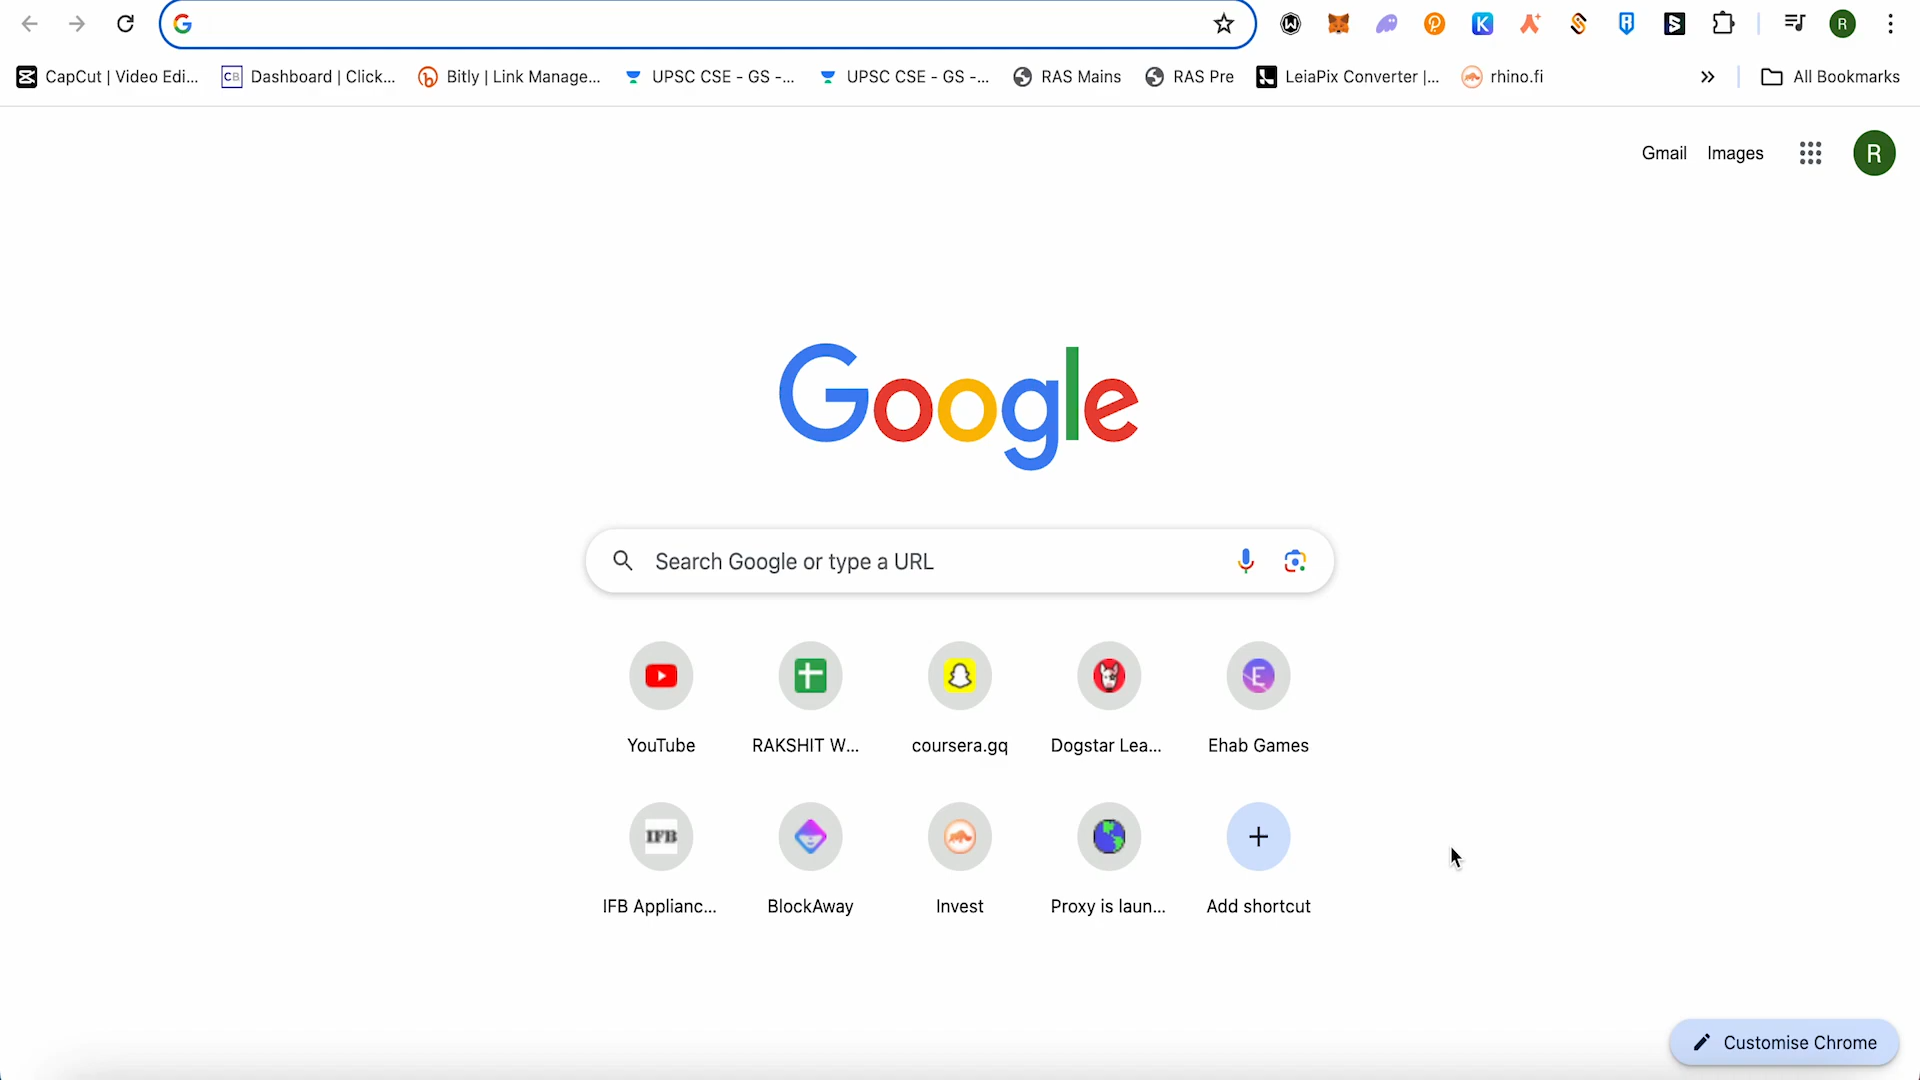 CapCut | Video Edi...
CB Dashboard | Click...
Bitly | Link Manage...
UPSC CSE - GS -...
UPSC CSE - GS -...
RAS Mains
RAS Pre
LeiaPix Converter |...
rhino.fi
All Bookmarks
Gmail
Images
R
R
Google
Search Google or type a URL
YouTube
RAKSHIT W...
coursera.gq
Dogstar Lea...
E
Ehab Games
IFB
IFB Applianc...
BlockAway
Invest
Proxy is laun...
Add shortcut
Customise Chrome